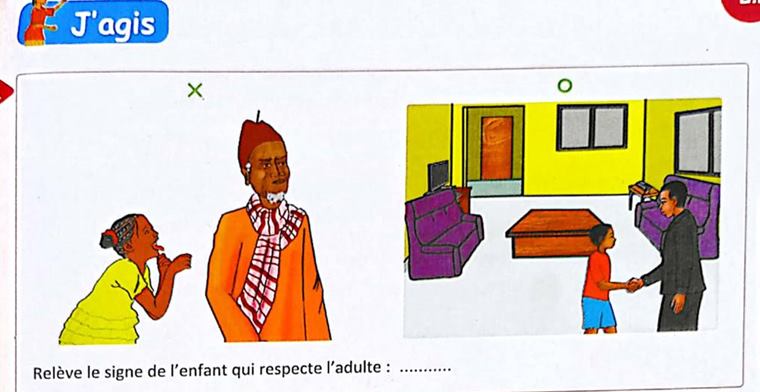 J'agis
× O
Relève le signe de l'enfant qui respecte l'adulte : ...........